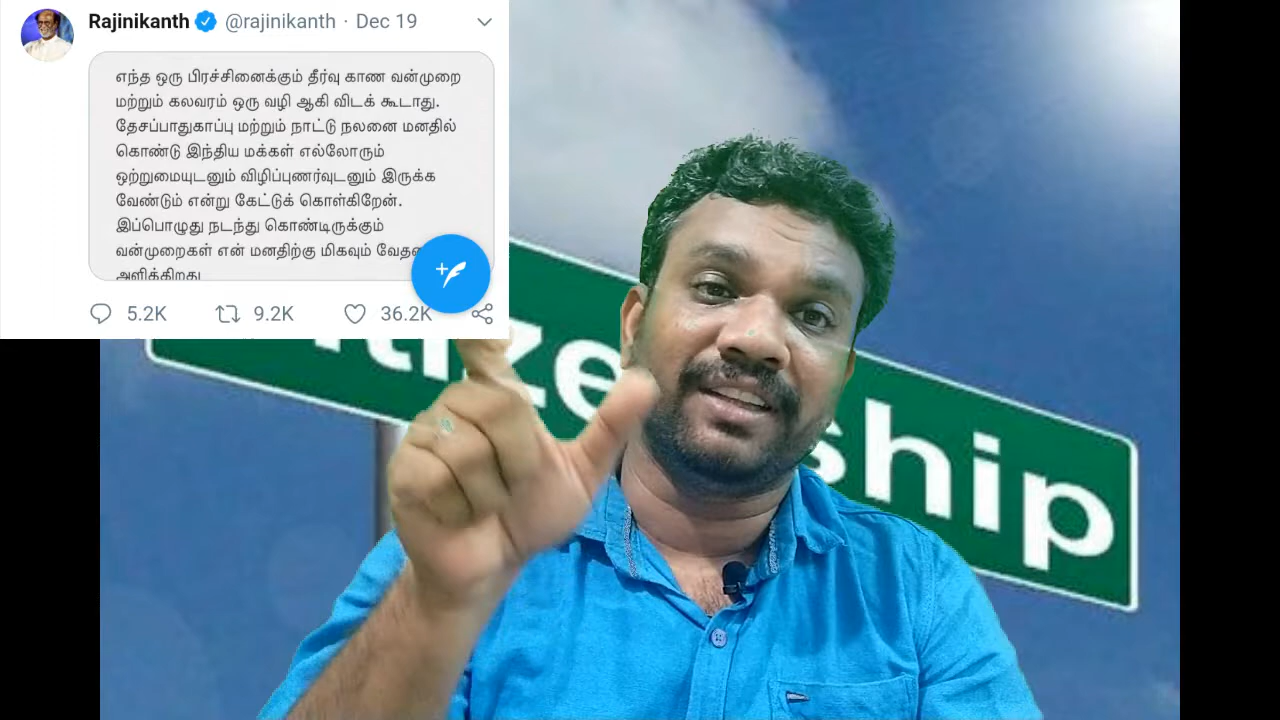 Rajinikanth @rajinikanth · Dec 19
எந்த ஒரு பிரச்சினைக்கும் தீர்வு காண வன்முறை
மற்றும் கலவரம் ஒரு வழி ஆகி விடக் கூடாது.
தேசப்பாதுகாப்பு மற்றும் நாட்டு நலனை மனதில்
கொண்டு இந்திய மக்கள் எல்லோரும்
ஒற்றுமையுடனும் விழிப்புணர்வுடனும் இருக்க
வேண்டும் என்று கேட்டுக் கொள்கிறேன்.
இப்பொழுது நடந்து கொண்டிருக்கும்
வன்முறைகள் என் மனதிற்கு மிகவும்
அளிக்கிறது
5.2K 9.2K 36.2K